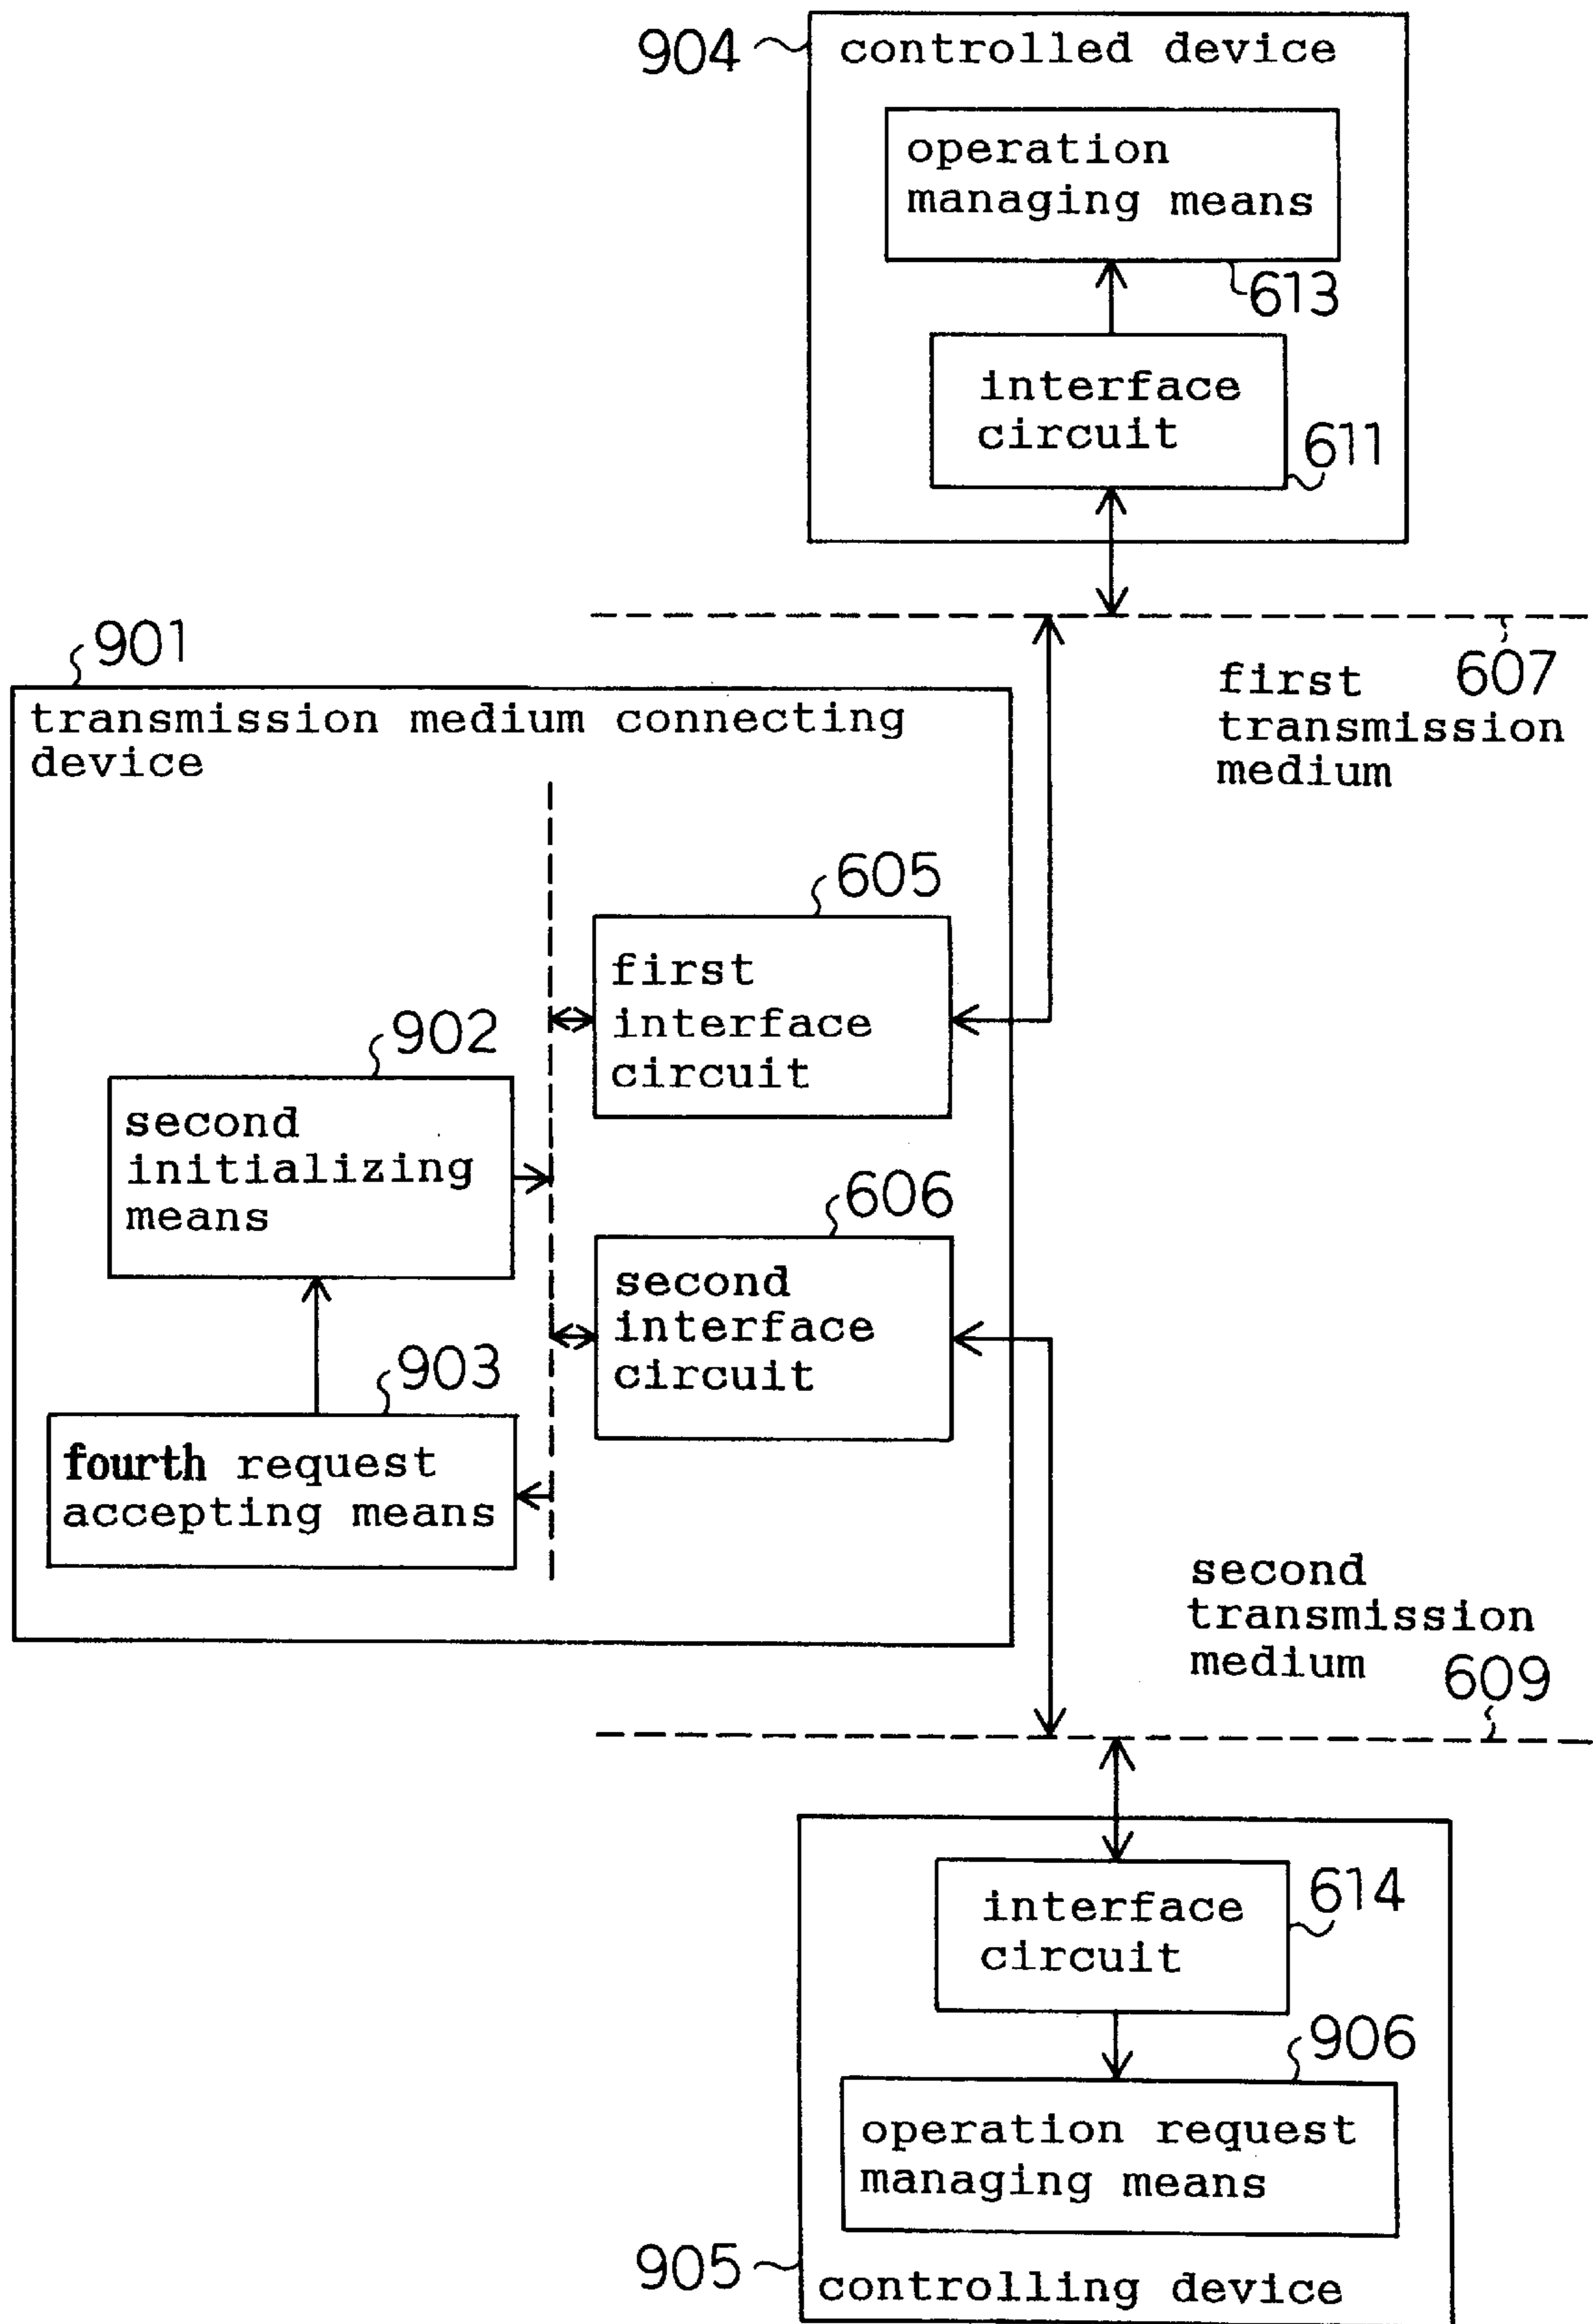 904
controlled device
operation
managing means
613
interface
circuit
611
901
607
first
transmission
medium
transmission medium connecting
device
605
first
interface
circuit
902
second
initializing
means
606
second
interface
circuit
903
fourth request
accepting means
second
transmission
medium
609
interface
circuit
614
906
operation request
managing means
905
controlling device